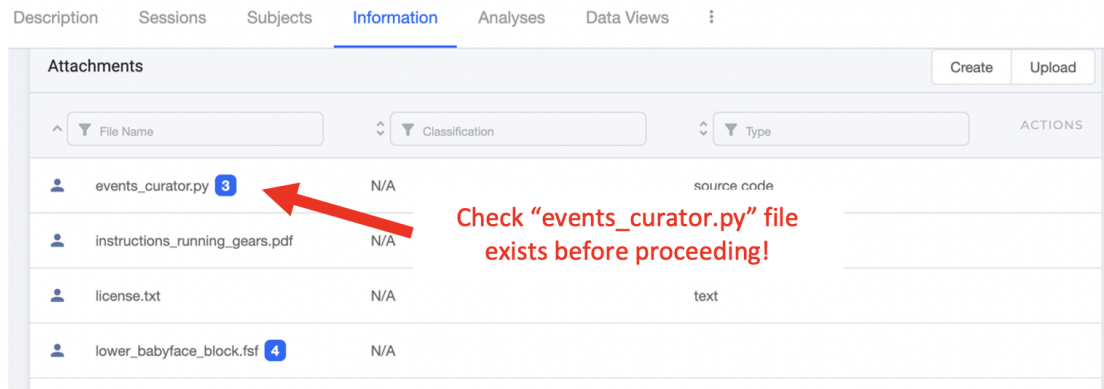 Description Sessions Subjects Information Analyses Data Views
Attachments Create Upload
File Name Classification Type ACTIONS
events_curator.py 3 N/A source code
Check “events_curator.py” file
exists before proceeding!
instructions_running_gears.pdf N/A
license.txt N/A text
lower_babyface_block.fsf 4 N/A